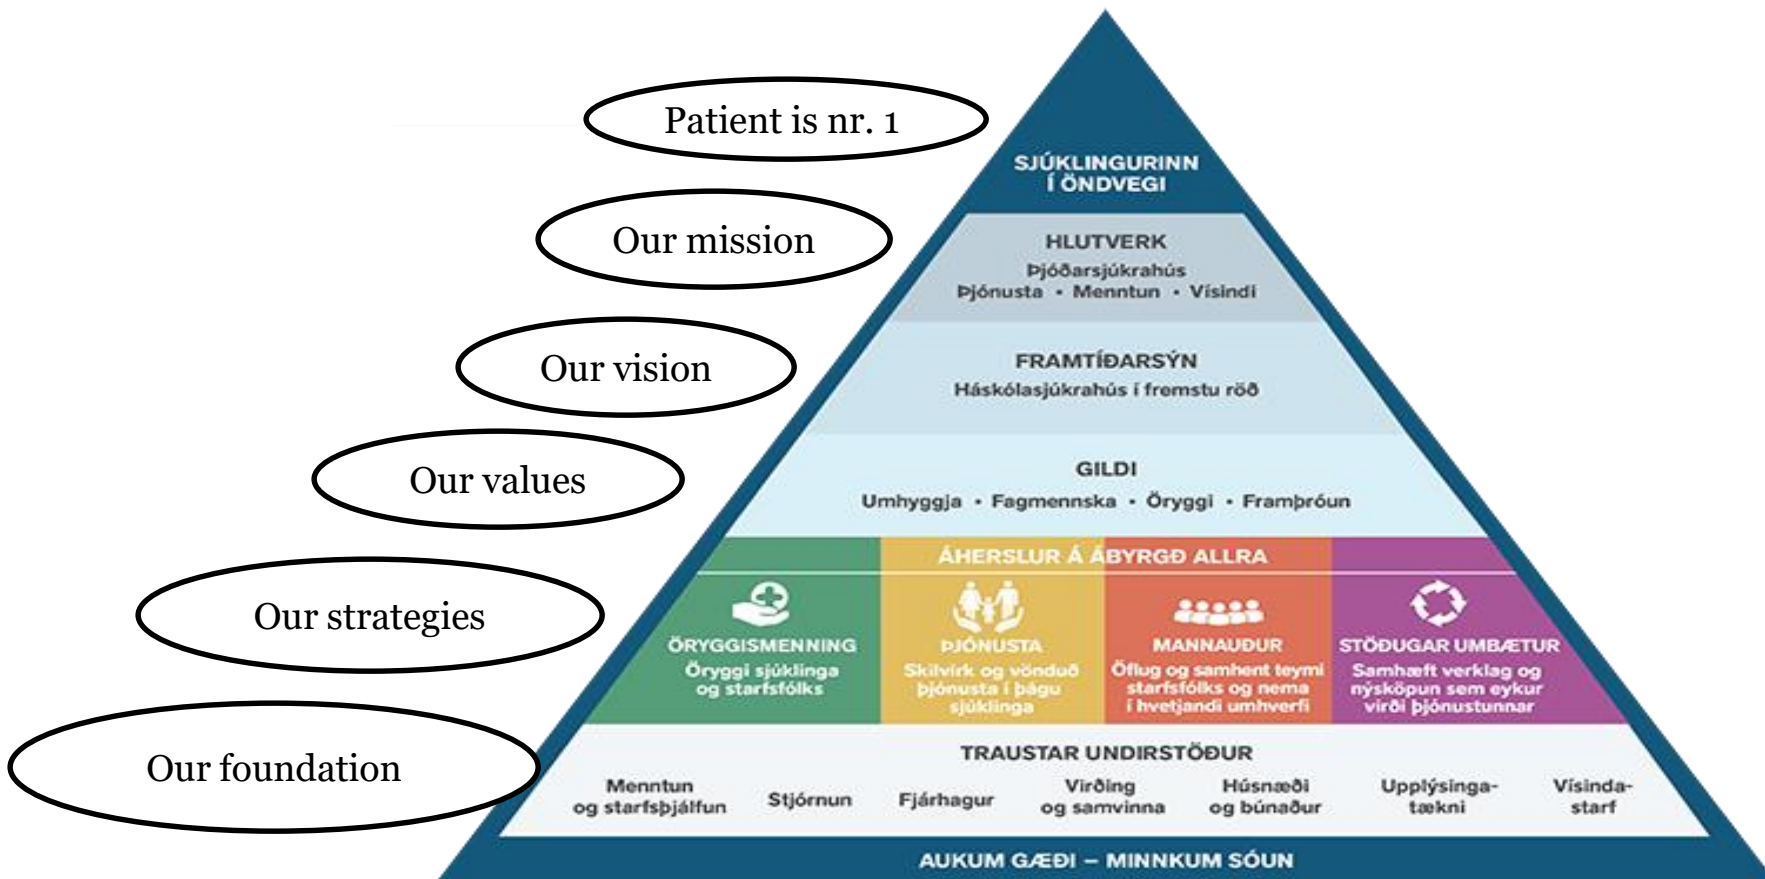 Patient is nr. 1
SJÚKLINGURINN
Í ÖNDVEGI
Our mission
HLUTVERK
Þjóðarsjúkrahús
Þjónusta • Menntun • Vísindi
Our vision
FRAMTÍÐARSÝN
Háskólasjúkrahús í fremstu röð
Our values
GILDI
Umhyggja • Fagmennska • Öryggi • Framþróun
Our strategies
ÁHERSLUR Á ÁBYRGÐ ALLRA
ÖRYGGISMENNING
Öryggi sjúklinga
og starfsfólks
ÞJÓNUSTA
Skilvirk og vönduð
þjónusta í þágu
sjúklinga
MANNAUÐUR
Öflug og samhent teymi
starfsfólks og nema
í hvetjandi umhverfi
STÖÐUGAR UMBÆTUR
Samhæft verklag og
nýsköpun sem eykur
virði þjónustunnar
Our foundation
TRAUSTAR UNDIRSTÖÐUR
Menntun
og starfsþjálfun
Stjórnun
Fjárhagur
Virðing
og samvinna
Húsnæði
og búnaður
Upplýsinga-
tækni
Vísinda-
starf
AUKUM GÆÐI – MINNKUM SÓUN